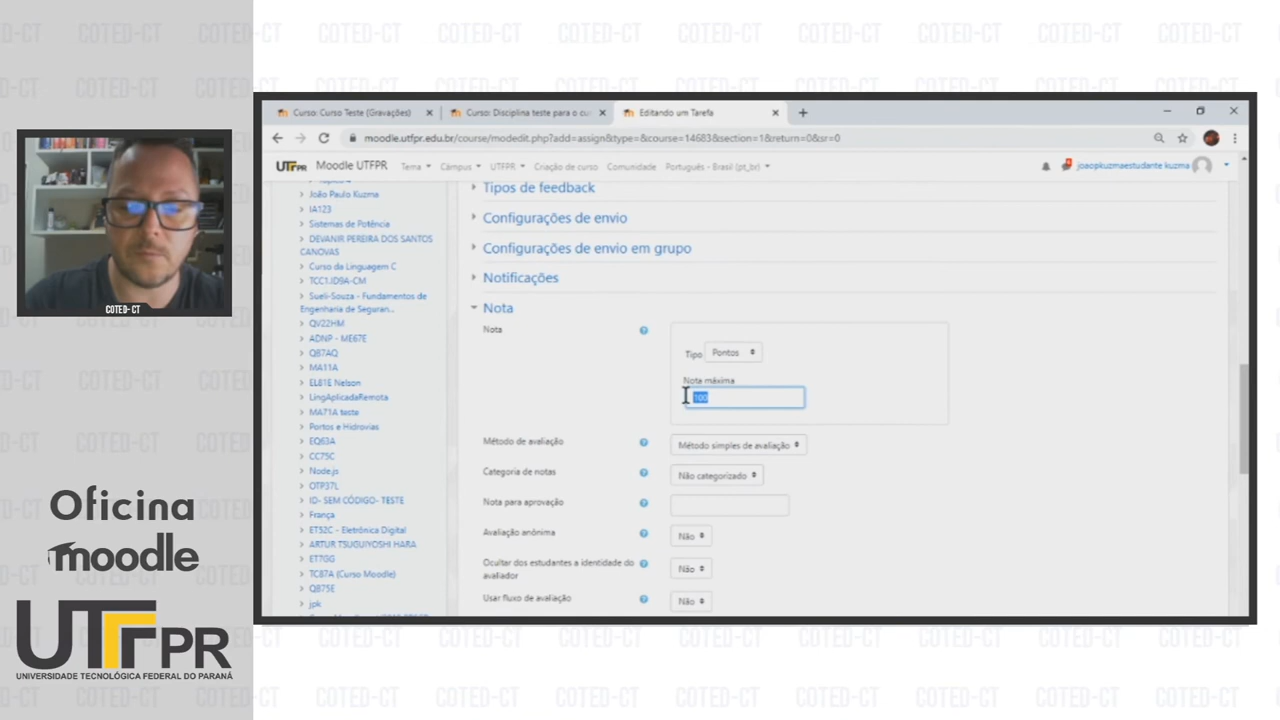 COTED-CT
Oficina
moodle
UTFPR
UNIVERSIDADE TECNOLÓGICA FEDERAL DO PARANÁ
Curso: Curso Teste (Gravações)
Curso: Disciplina teste para o cu
Editando um Tarefa
moodle.utfpr.edu.br/course/modedit.php?add=assign&type=&course=14683&section=1&return=0&sr=0
UTFPR Moodle UTFPR Tema Câmpus UTFPR Criação de curso Comunidade Português - Brasil (pt_br) joaopkuzmaestudante kuzma
João Paulo Kuzma
IA123
Sistemas de Potência
DEVANIR PEREIRA DOS SANTOS
CANOVAS
Curso da Linguagem C
TCC1.JD9A-CM
Sueli-Souza - Fundamentos de
Engenharia de Seguran...
QV22HM
ADNP - ME67E
QB7AQ
MA11A
EL81E Nelson
LingAplicadaRemota
MA71A teste
Portos e Hidrovias
EQ63A
CC75C
Node.js
OTP37L
ID- SEM CÓDIGO- TESTE
França
ET52C - Eletrônica Digital
ARTUR TSUGUIYOSHI HARA
ET7GG
TC87A (Curso Moodle)
QB75E
jpk
Tipos de feedback
Configurações de envio
Configurações de envio em grupo
Notificações
Nota
Nota
Tipo Pontos
Nota máxima
100
Método de avaliação Método simples de avaliação
Categoria de notas Não categorizado
Nota para aprovação
Avaliação anônima Não
Ocultar dos estudantes a identidade do
avaliador Não
Usar fluxo de avaliação Não